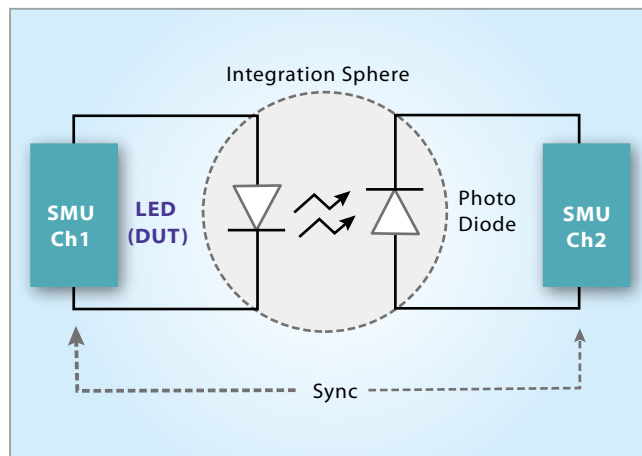 Integration Sphere
SMU
Ch1
LED
(DUT)
Photo
Diode
SMU
Ch2
Sync